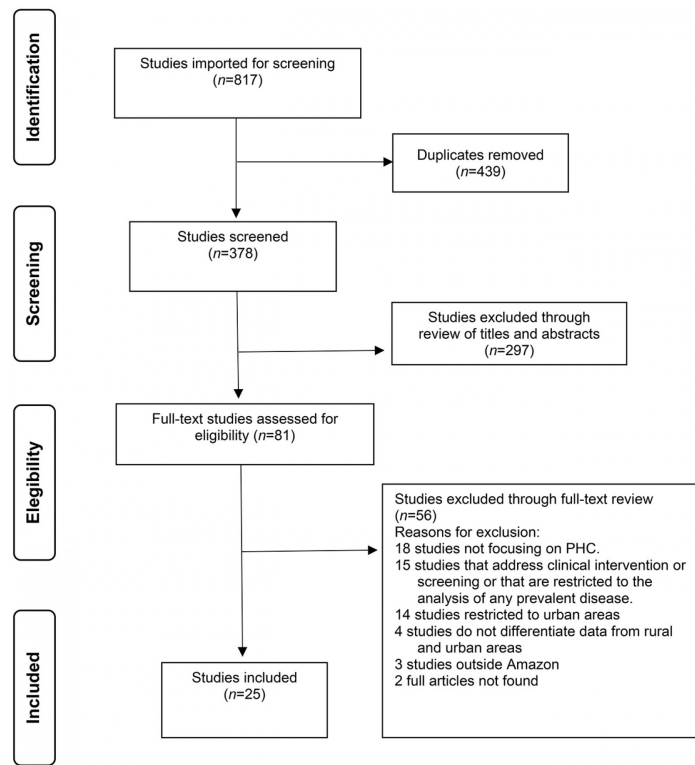 Identification
Studies imported for screening
(n=817)
Duplicates removed
(n=439)
Screening
Studies screened
(n=378)
Studies excluded through
review of titles and abstracts
(n=297)
Elegibility
Full-text studies assessed for
eligibility (n=81)
Studies excluded through full-text review
(n=56)
Reasons for exclusion:
18 studies not focusing on PHC.
15 studies that address clinical intervention or
screening or that are restricted to the
analysis of any prevalent disease.
14 studies restricted to urban areas
4 studies do not differentiate data from rural
and urban areas
3 studies outside Amazon
2 full articles not found
Included
Studies included
(n=25)